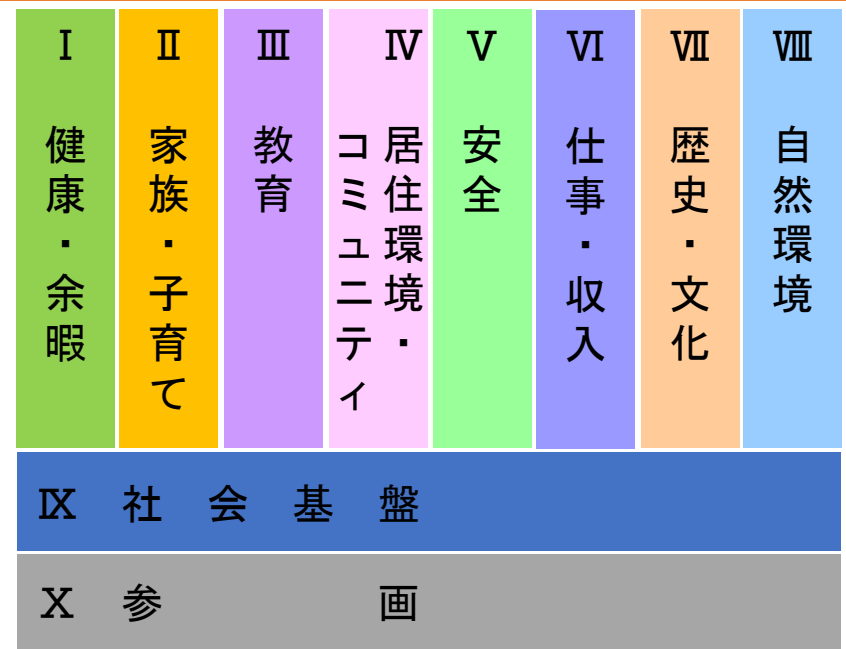 Ⅰ
健康・余暇
Ⅱ
家族・子育て
Ⅲ
教育
Ⅳ
居住環境・
コミュニティ
Ⅴ
安全
Ⅵ
仕事・収入
Ⅶ
歴史・文化
Ⅷ
自然環境
Ⅸ 社会基盤
Ⅹ 参画